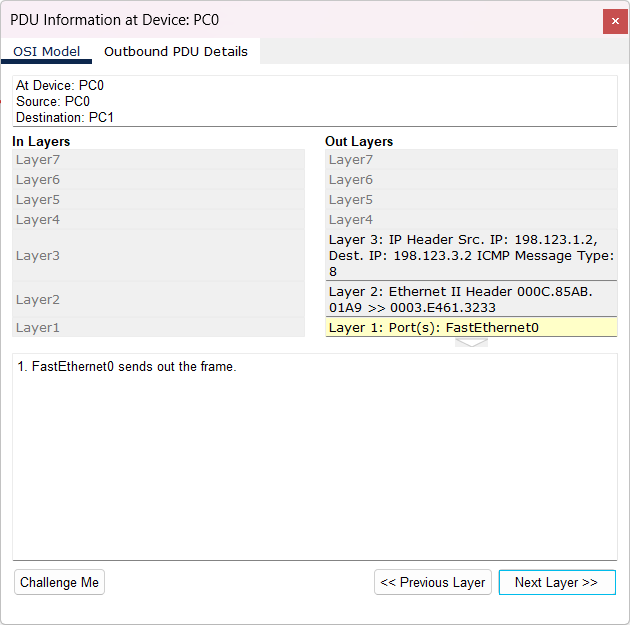 PDU Information at Device: PC0
×
OSI Model
Outbound PDU Details
At Device: PC0
Source: PC0
Destination: PC1
In Layers
Layer7
Layer6
Layer5
Layer4
Layer3
Layer2
Layer1
Out Layers
Layer7
Layer6
Layer5
Layer4
Layer 3: IP Header Src. IP: 198.123.1.2,
Dest. IP: 198.123.3.2 ICMP Message Type:
8
Layer 2: Ethernet II Header 000C.85AB.
01A9 >> 0003.E461.3233
Layer 1: Port(s): FastEthernet0
1. FastEthernet0 sends out the frame.
Challenge Me
<< Previous Layer
Next Layer >>